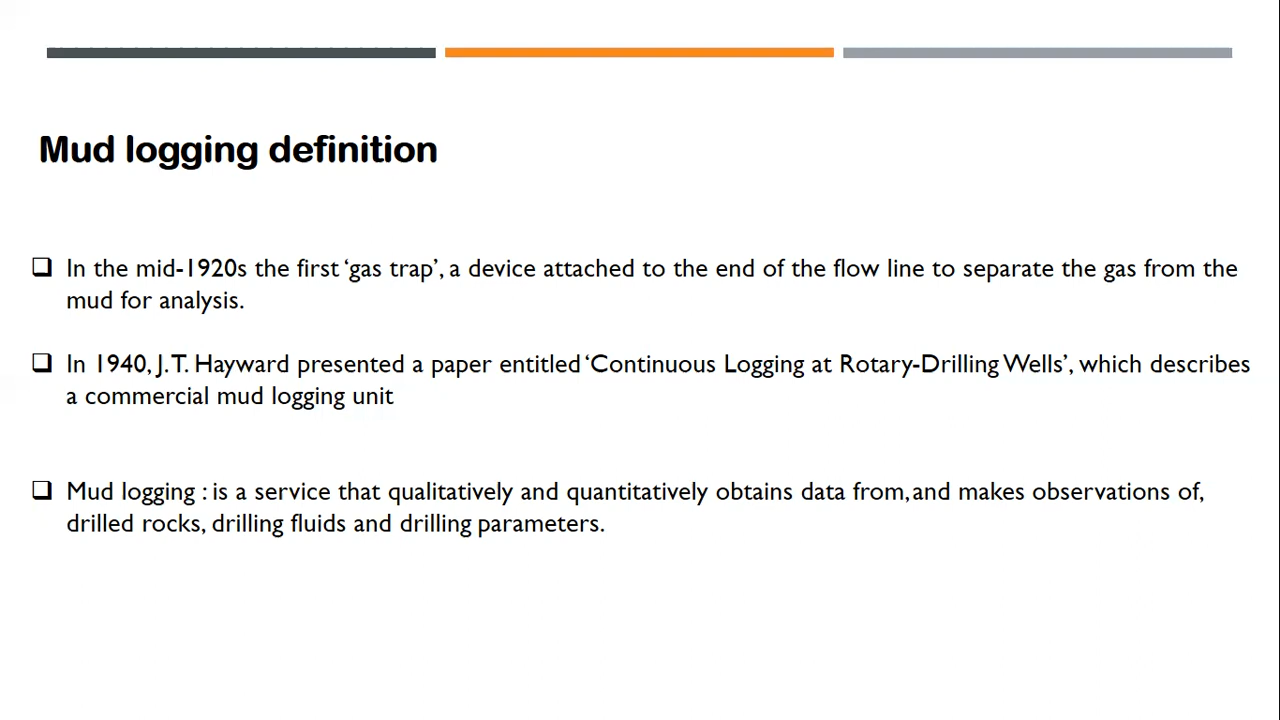 Mud logging definition
In the mid-1920s the first ‘gas trap’, a device attached to the end of the flow line to separate the gas from the
mud for analysis.
In 1940, J.T. Hayward presented a paper entitled ‘Continuous Logging at Rotary-Drilling Wells’, which describes
a commercial mud logging unit
Mud logging : is a service that qualitatively and quantitatively obtains data from, and makes observations of,
drilled rocks, drilling fluids and drilling parameters.